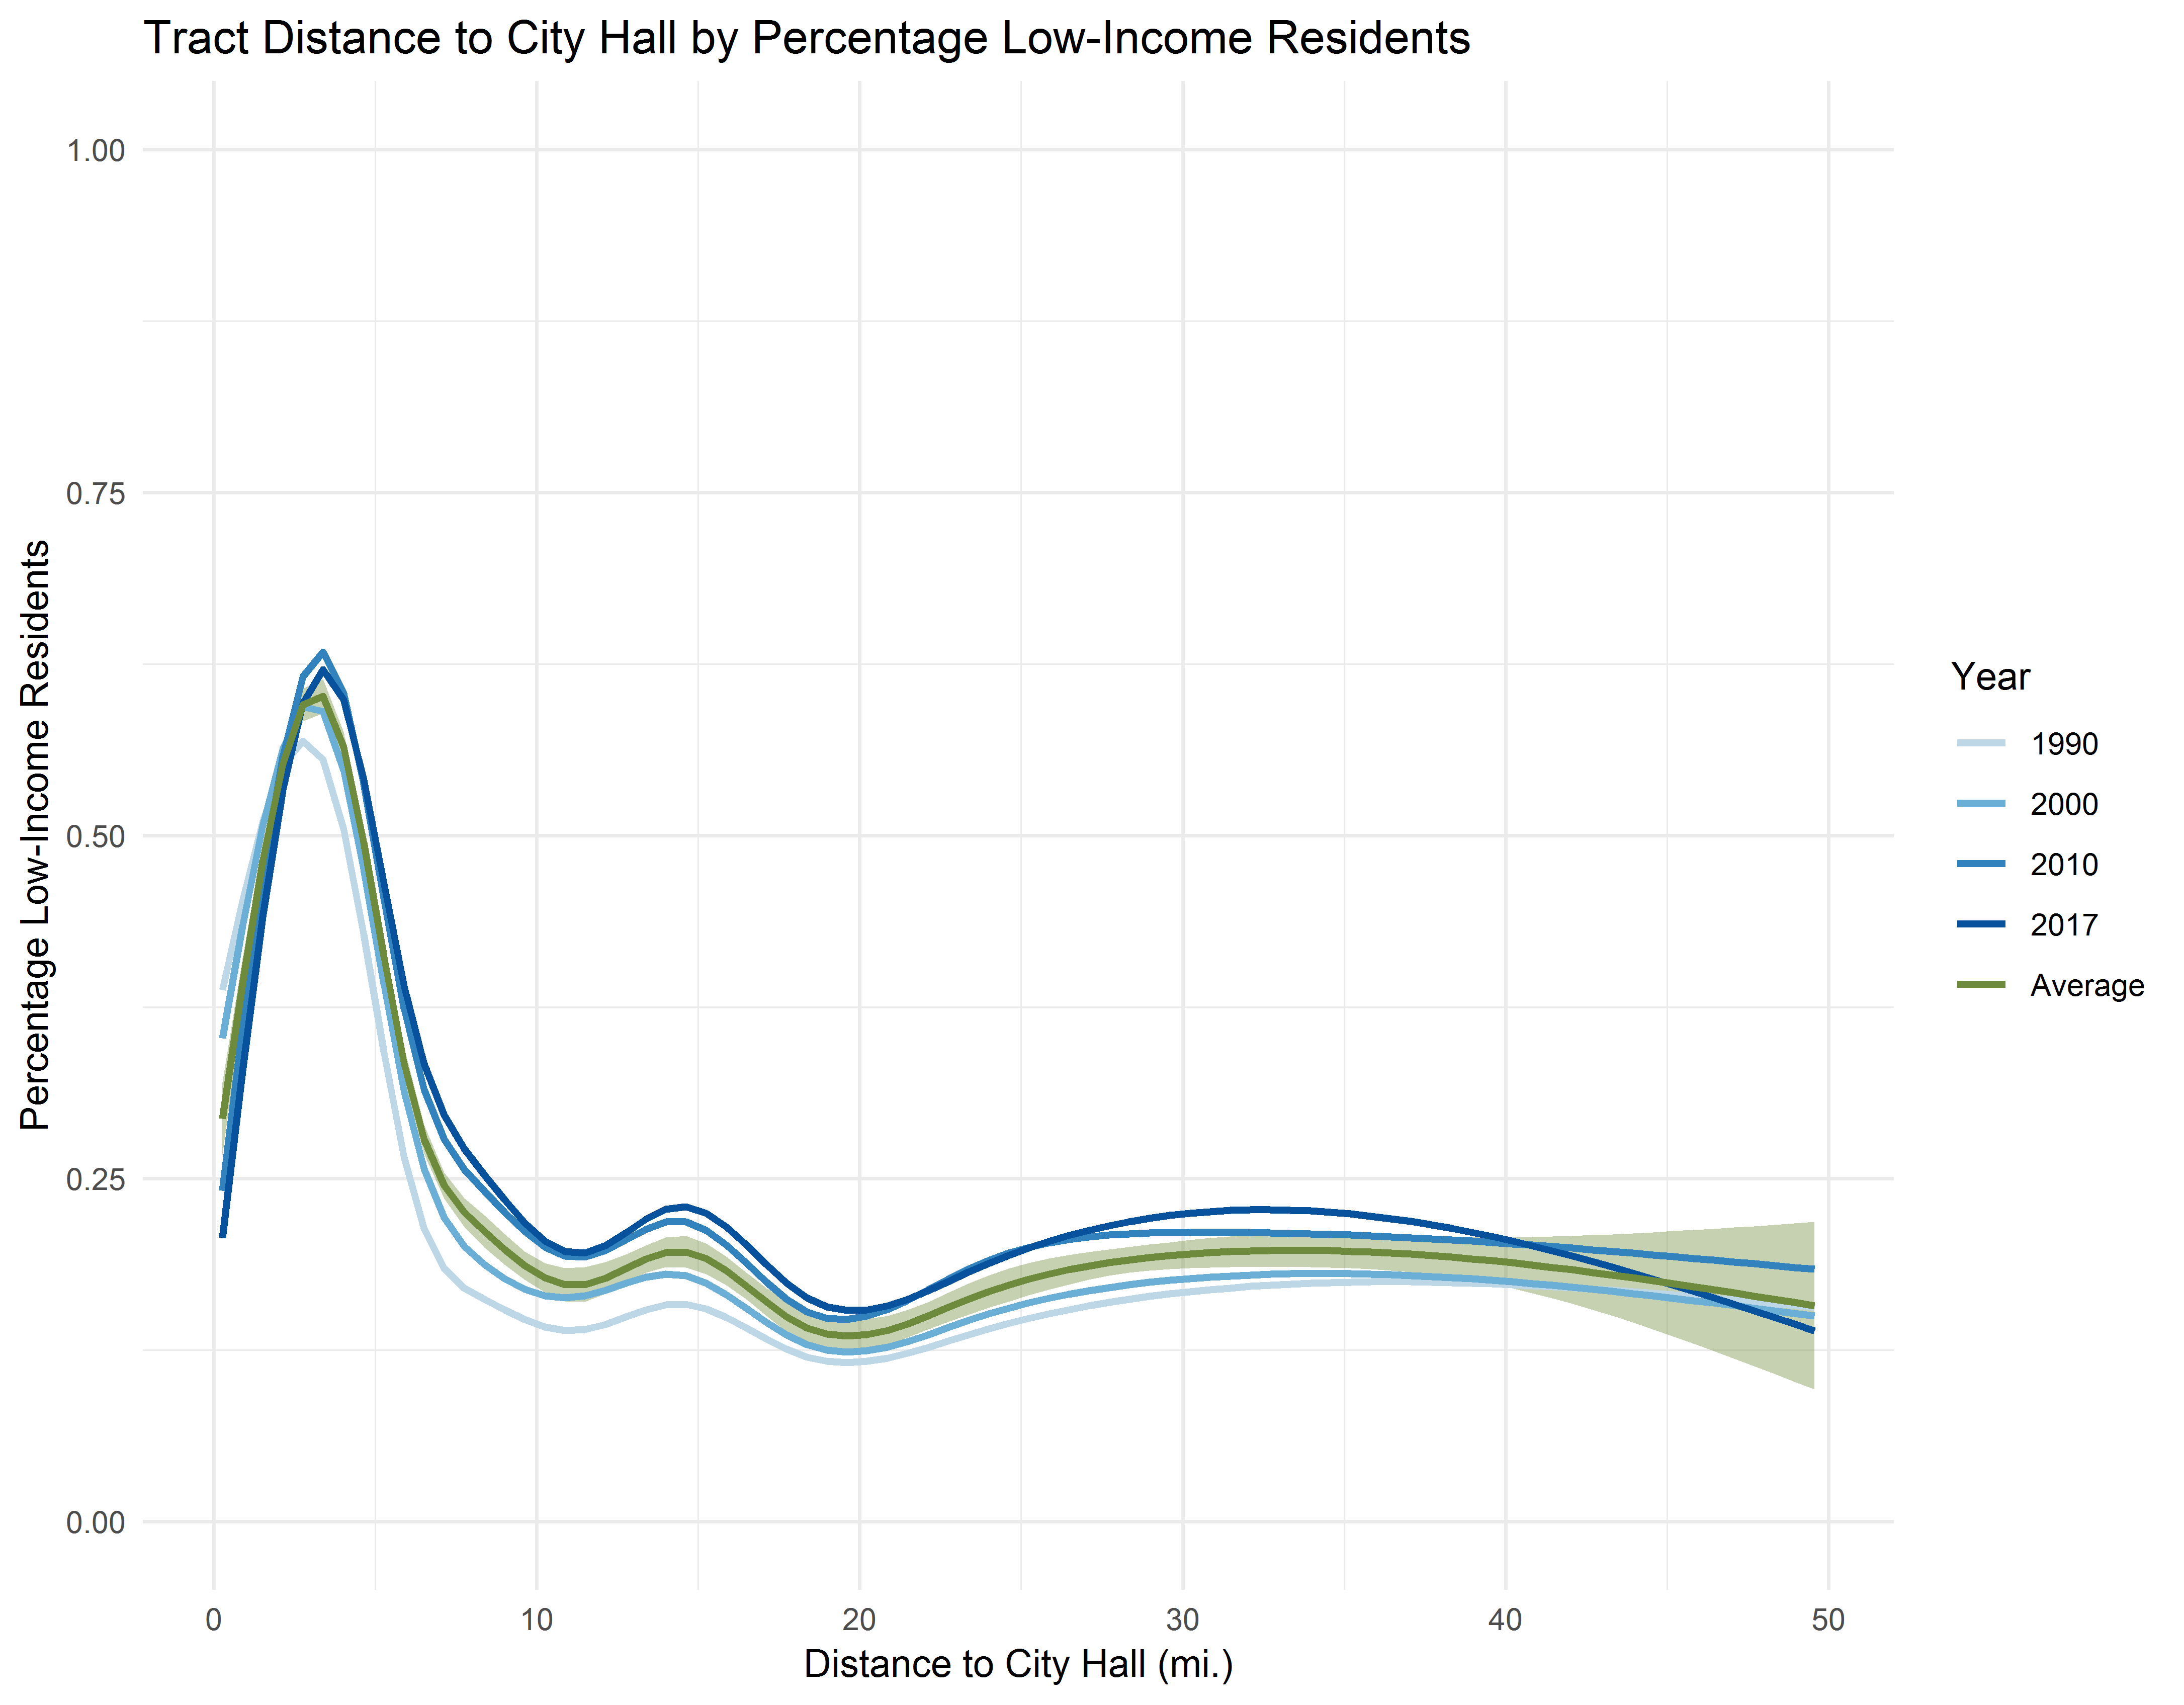 Tract Distance to City Hall by Percentage Low-Income Residents
Percentage Low-Income Residents
1.00
0.75
0.50
0.25
0.00
0 10 20 30 40 50
Distance to City Hall (mi.)
Year
1990
2000
2010
2017
Average